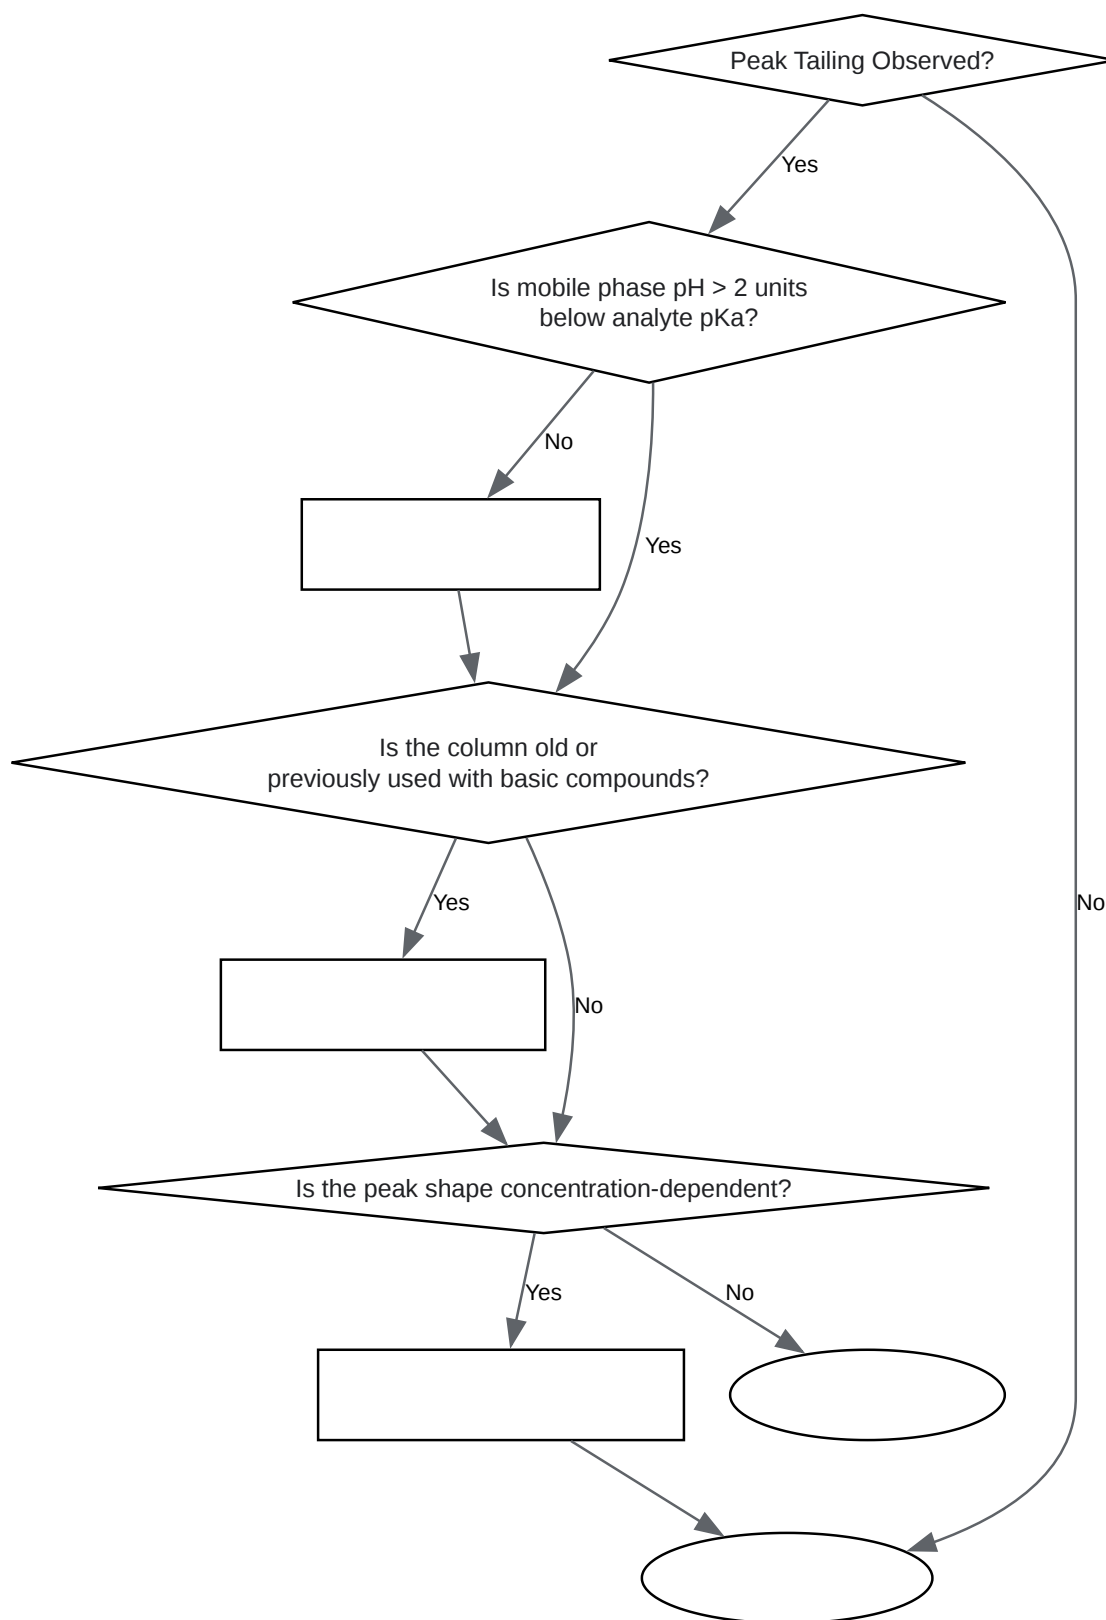 Peak Tailing Observed?
Yes
Is mobile phase pH > 2 units
below analyte pKa?
No
Yes
Is the column old or
previously used with basic compounds?
Yes
No
No
Is the peak shape concentration-dependent?
Yes
No